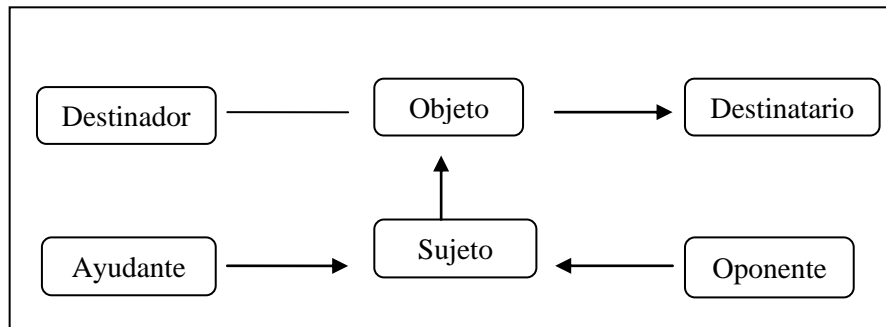 Destinador
Objeto
Destinatario
Ayudante
Sujeto
Oponente